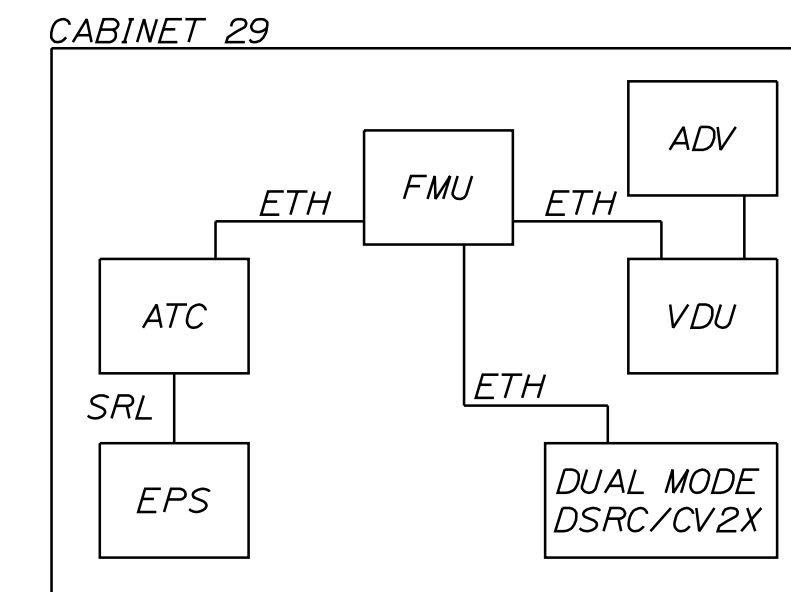 CABINET 29
ADV
FMU
ETH
ETH
ATC
VDU
ETH
SRL
EPS
DUAL MODE
DSRC/CV2X